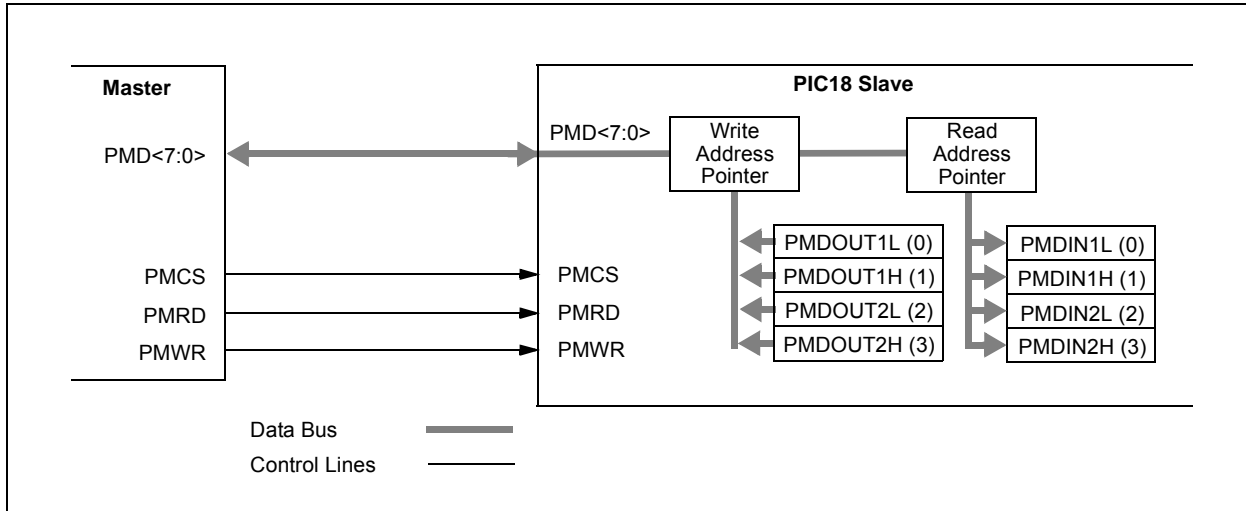 Master
PIC18 Slave
PMD<7:0>
PMD<7:0>
Write
Address
Pointer
Read
Address
Pointer
PMDOUT1L (0)
PMDIN1L (0)
PMCS
PMCS
PMDOUT1H (1)
PMDIN1H (1)
PMRD
PMRD
PMDOUT2L (2)
PMDIN2L (2)
PMWR
PMWR
PMDOUT2H (3)
PMDIN2H (3)
Data Bus
Control Lines